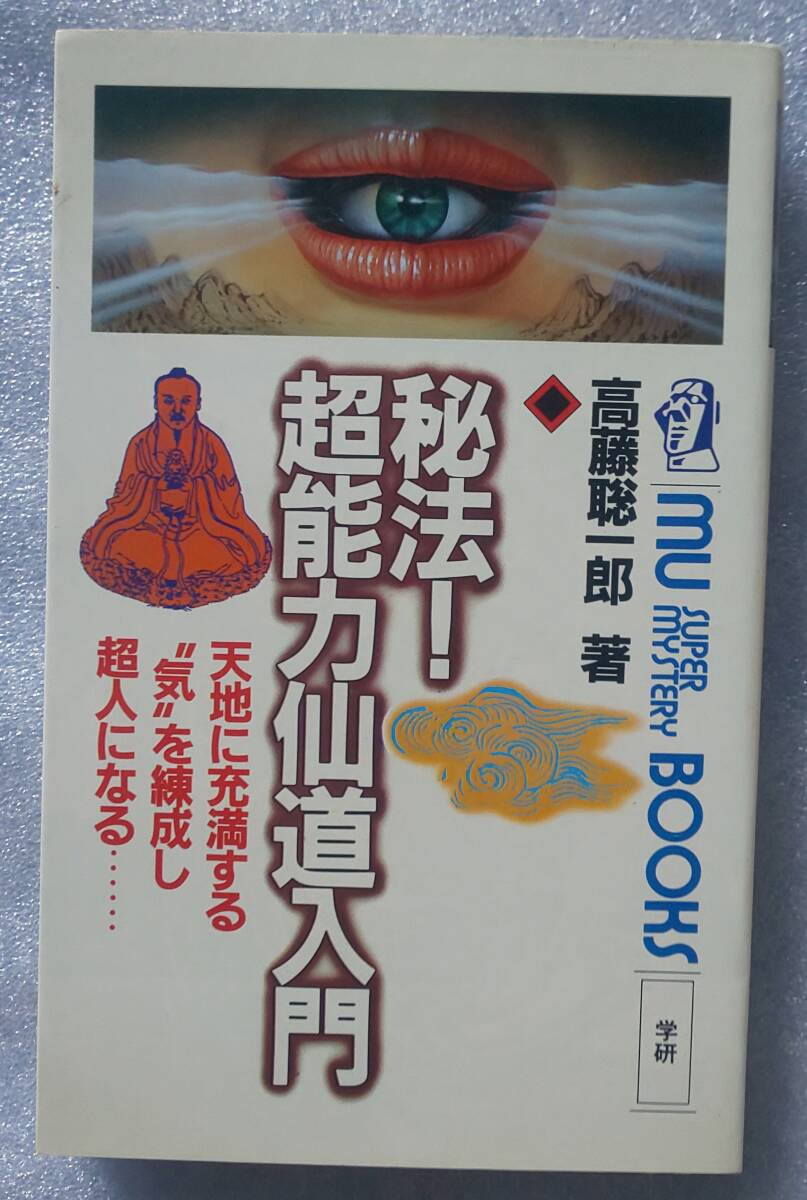 MU SUPER MYSTERY BOOKS
学研
高藤聡一郎 著
秘法！
超能力仙道入門
天地に充満する
〝気〟を練成し
超人になる……